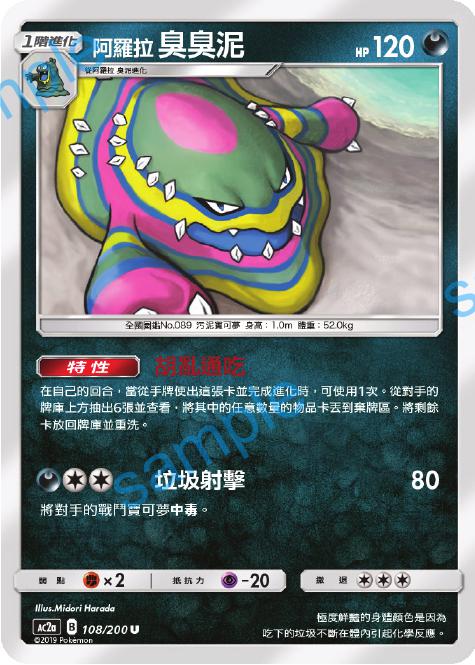 1階進化
阿羅拉 臭臭泥
HP 120
從阿羅拉 臭泥進化
全國圖鑑No.089 污泥寶可夢 身高：1.0m 體重：52.0kg
特性 胡亂通吃
在自己的回合，當從手牌使出這張卡並完成進化時，可使用1次。從對手的
牌庫上方抽出6張並查看，將其中的任意數量的物品卡丟到棄牌區。將剩餘
卡放回牌庫並重洗。
垃圾射擊 80
將對手的戰鬥寶可夢中毒。
弱點 ×2 抵抗力 -20 撤退
Illus.Midori Harada
AC2a B 108/200 U
©2019 Pokémon
極度鮮豔的身體顏色是因為
吃下的垃圾不斷在體內引起化學反應。
sample